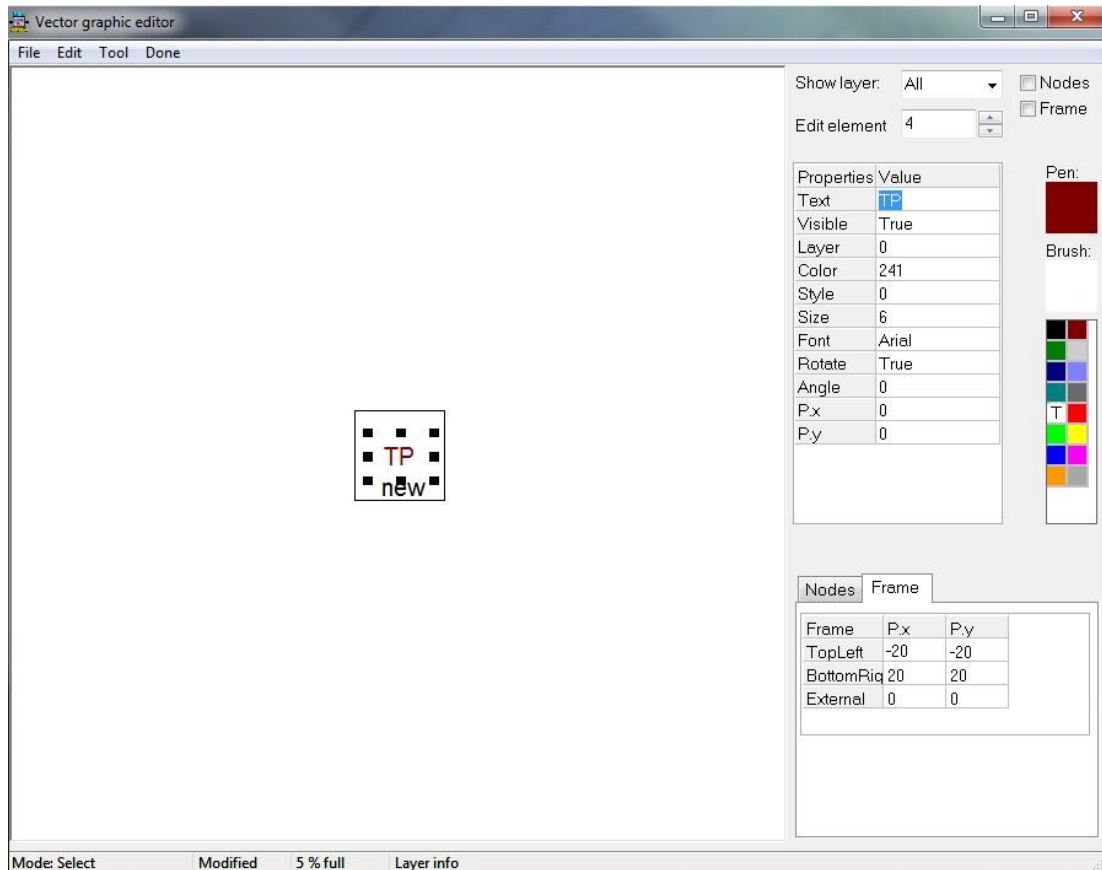 Vector graphic editor
File Edit Tool Done
Show layer: All Nodes
Frame
Edit element 4
Properties Value
Text TP
Visible True
Layer 0
Color 241
Style 0
Size 6
Font Arial
Rotate True
Angle 0
P.x 0
P.y 0
Pen:
Brush:
T
TP
new
Nodes Frame
Frame P.x P.y
TopLeft -20 -20
BottomRig 20 20
External 0 0
Mode: Select Modified 5 % full Layer info